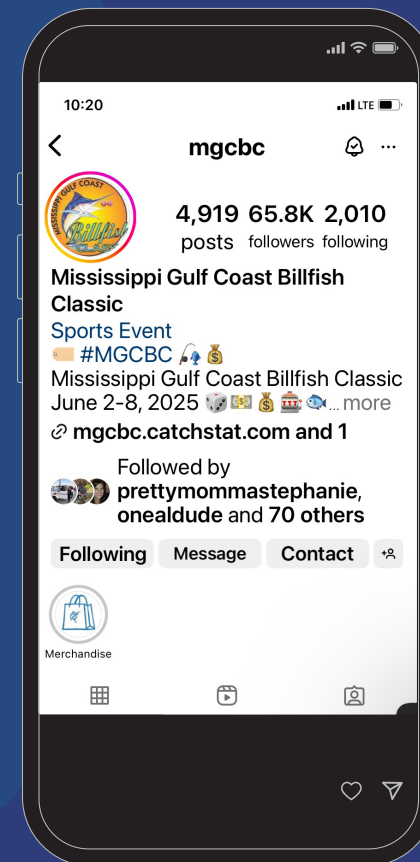 10:20
LTE
mgcbc
MISSISSIPPI GULF COAST
Billfish
CLASSIC
4,919 65.8K 2,010
posts followers following
Mississippi Gulf Coast Billfish
Classic
Sports Event
🏷️ #MGCBC 🎣 💰
Mississippi Gulf Coast Billfish Classic
June 2-8, 2025 🎲 💵 💰 🎰 🐟 ... more
mgcbc.catchstat.com and 1
Followed by
prettymommastephanie,
onealdude and 70 others
Following Message Contact
Merchandise